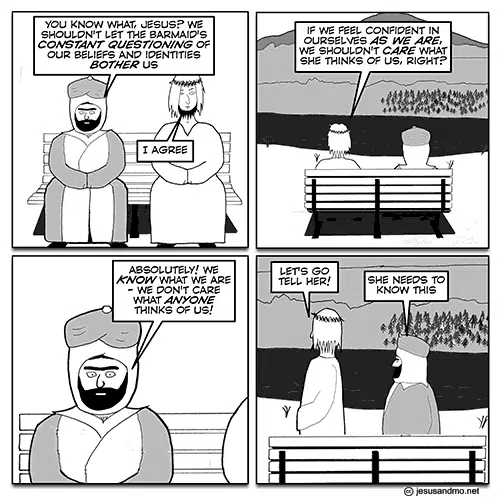 YOU KNOW WHAT, JESUS? WE
SHOULDN'T LET THE BARMAID'S
CONSTANT QUESTIONING OF
OUR BELIEFS AND IDENTITIES
BOTHER US
I AGREE
IF WE FEEL CONFIDENT IN
OURSELVES AS WE ARE,
WE SHOULDN'T CARE WHAT
SHE THINKS OF US, RIGHT?
ABSOLUTELY! WE
KNOW WHAT WE ARE
- WE DON'T CARE
WHAT ANYONE
THINKS OF US!
LET'S GO
TELL HER!
SHE NEEDS TO
KNOW THIS
cc jesusandmo.net